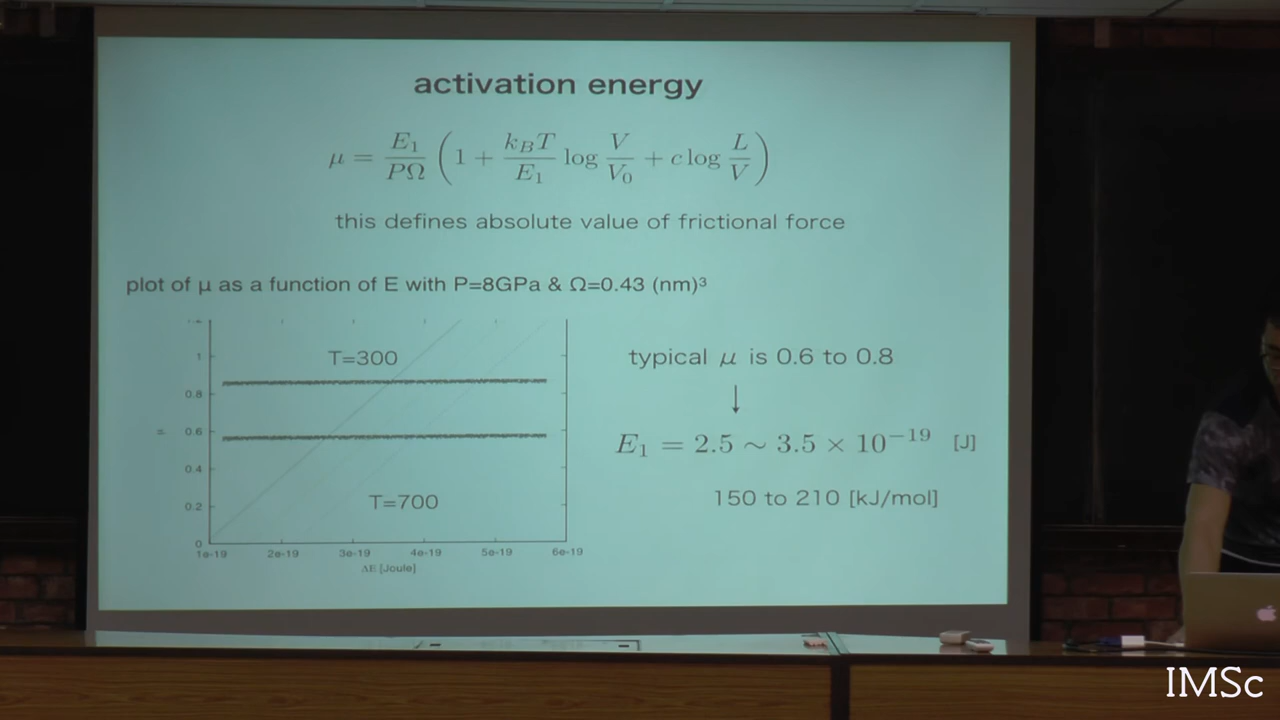 activation energy
μ = E₁/PΩ (1 + k_BT/E₁ log V/V₀ + c log L/V)
this defines absolute value of frictional force
plot of μ as a function of E with P=8GPa & Ω=0.43 (nm)³
T=300
1
0.8
0.6
μ
0.4
T=700
0.2
0
1e-19 2e-19 3e-19 4e-19 5e-19 6e-19
ΔE [Joule]
typical μ is 0.6 to 0.8
↓
E₁ = 2.5 ~ 3.5 × 10⁻¹⁹ [J]
150 to 210 [kJ/mol]
IMSc